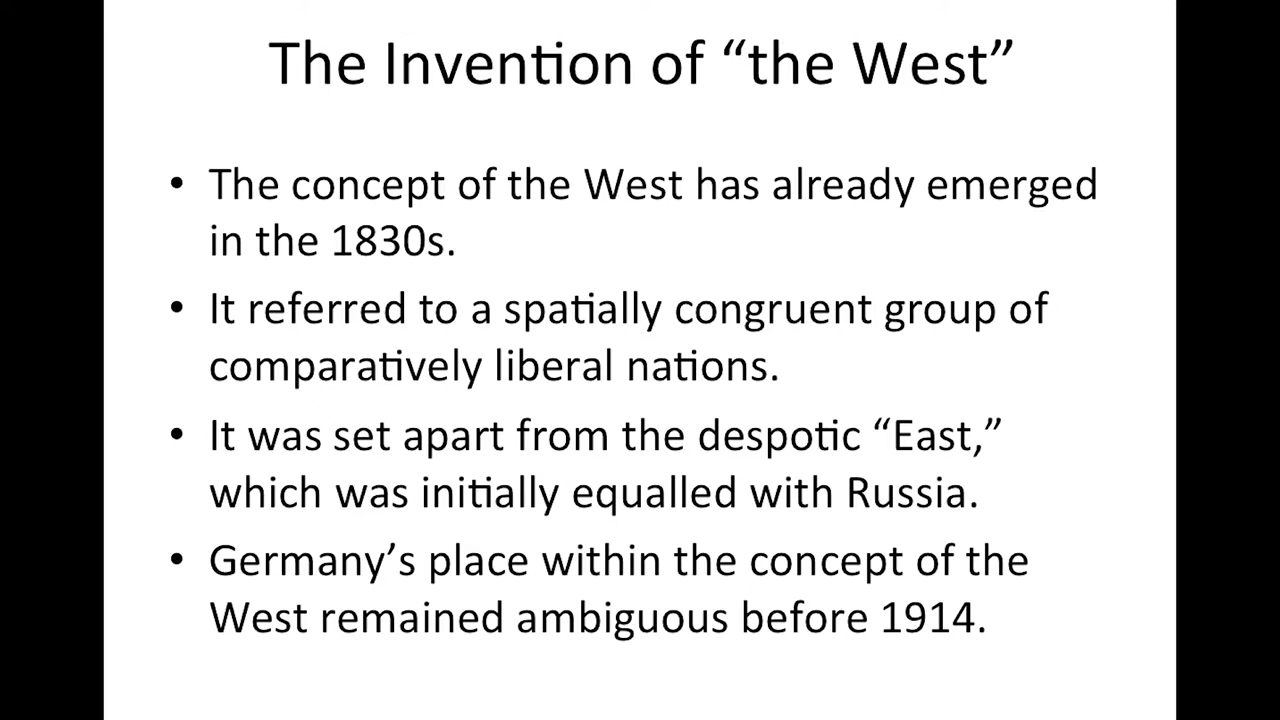 The Invention of “the West”
• The concept of the West has already emerged
in the 1830s.
• It referred to a spatially congruent group of
comparatively liberal nations.
• It was set apart from the despotic “East,”
which was initially equalled with Russia.
• Germany’s place within the concept of the
West remained ambiguous before 1914.